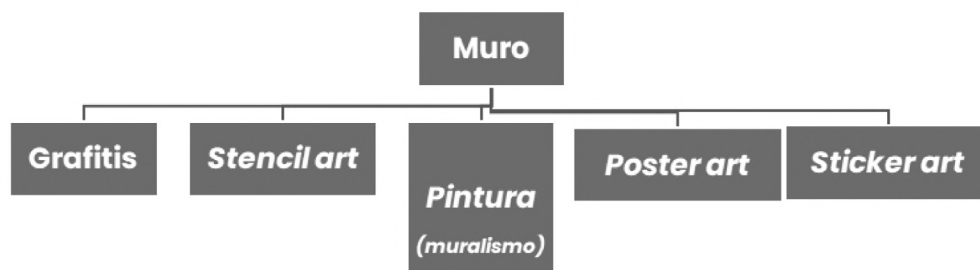 Muro
Grafitis
Stencil art
Pintura
(muralismo)
Poster art
Sticker art